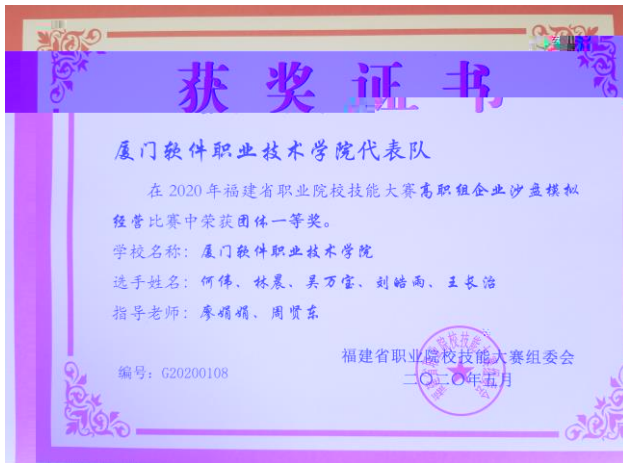 获奖证书
厦门软件职业技术学院代表队
在2020年福建省职业院校技能大赛高职组企业沙盘模拟
经营比赛中荣获团体一等奖。
学校名称：厦门软件职业技术学院
选手姓名：何伟、林晨、吴万宝、刘皓雨、王长治
指导老师：廖娟娟、周贤东
福建省职业院校技能大赛组委会
编号：G20200108
二〇二〇年五月